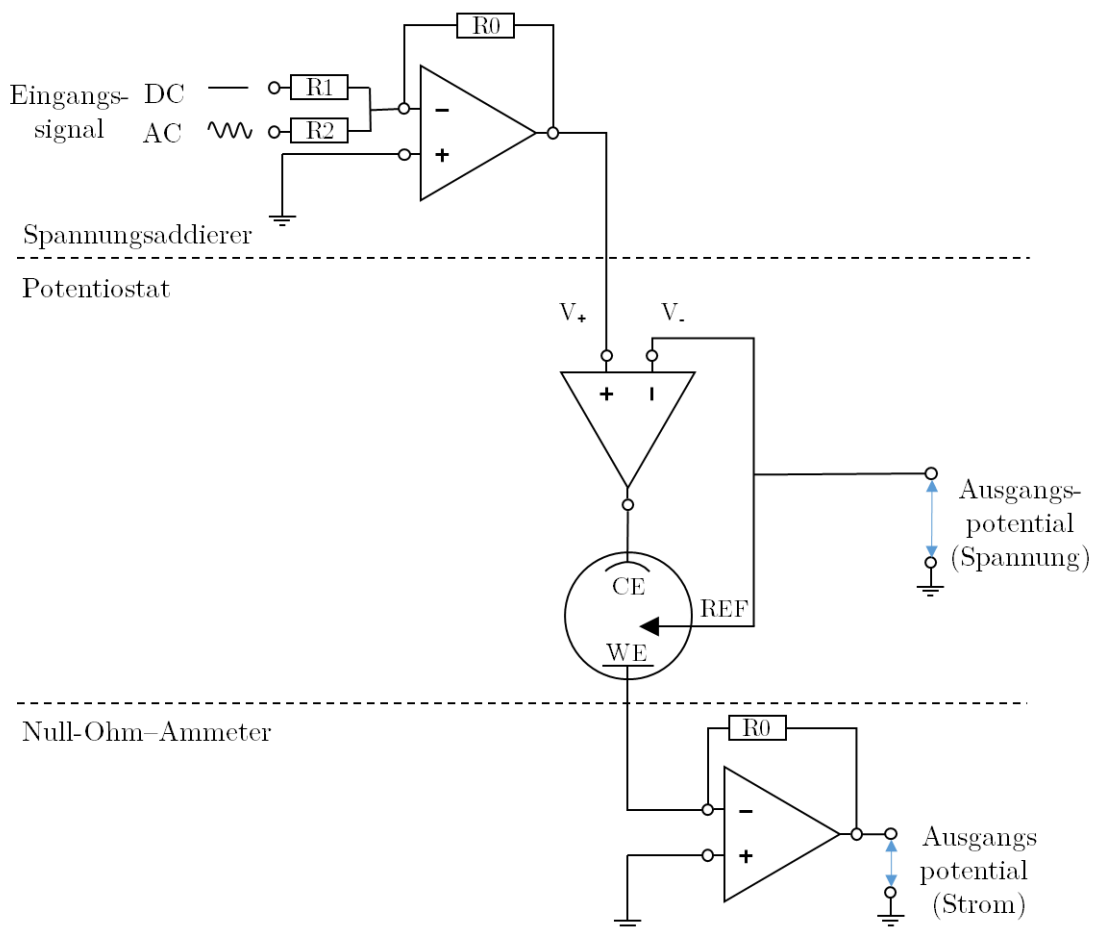 R0
Eingangs-
signal
DC
R1
AC
R2
−
+
Spannungsaddierer
Potentiostat
V+
V-
+
−
Ausgangs-
potential
(Spannung)
CE
REF
WE
Null-Ohm–Ammeter
R0
−
+
Ausgangs
potential
(Strom)